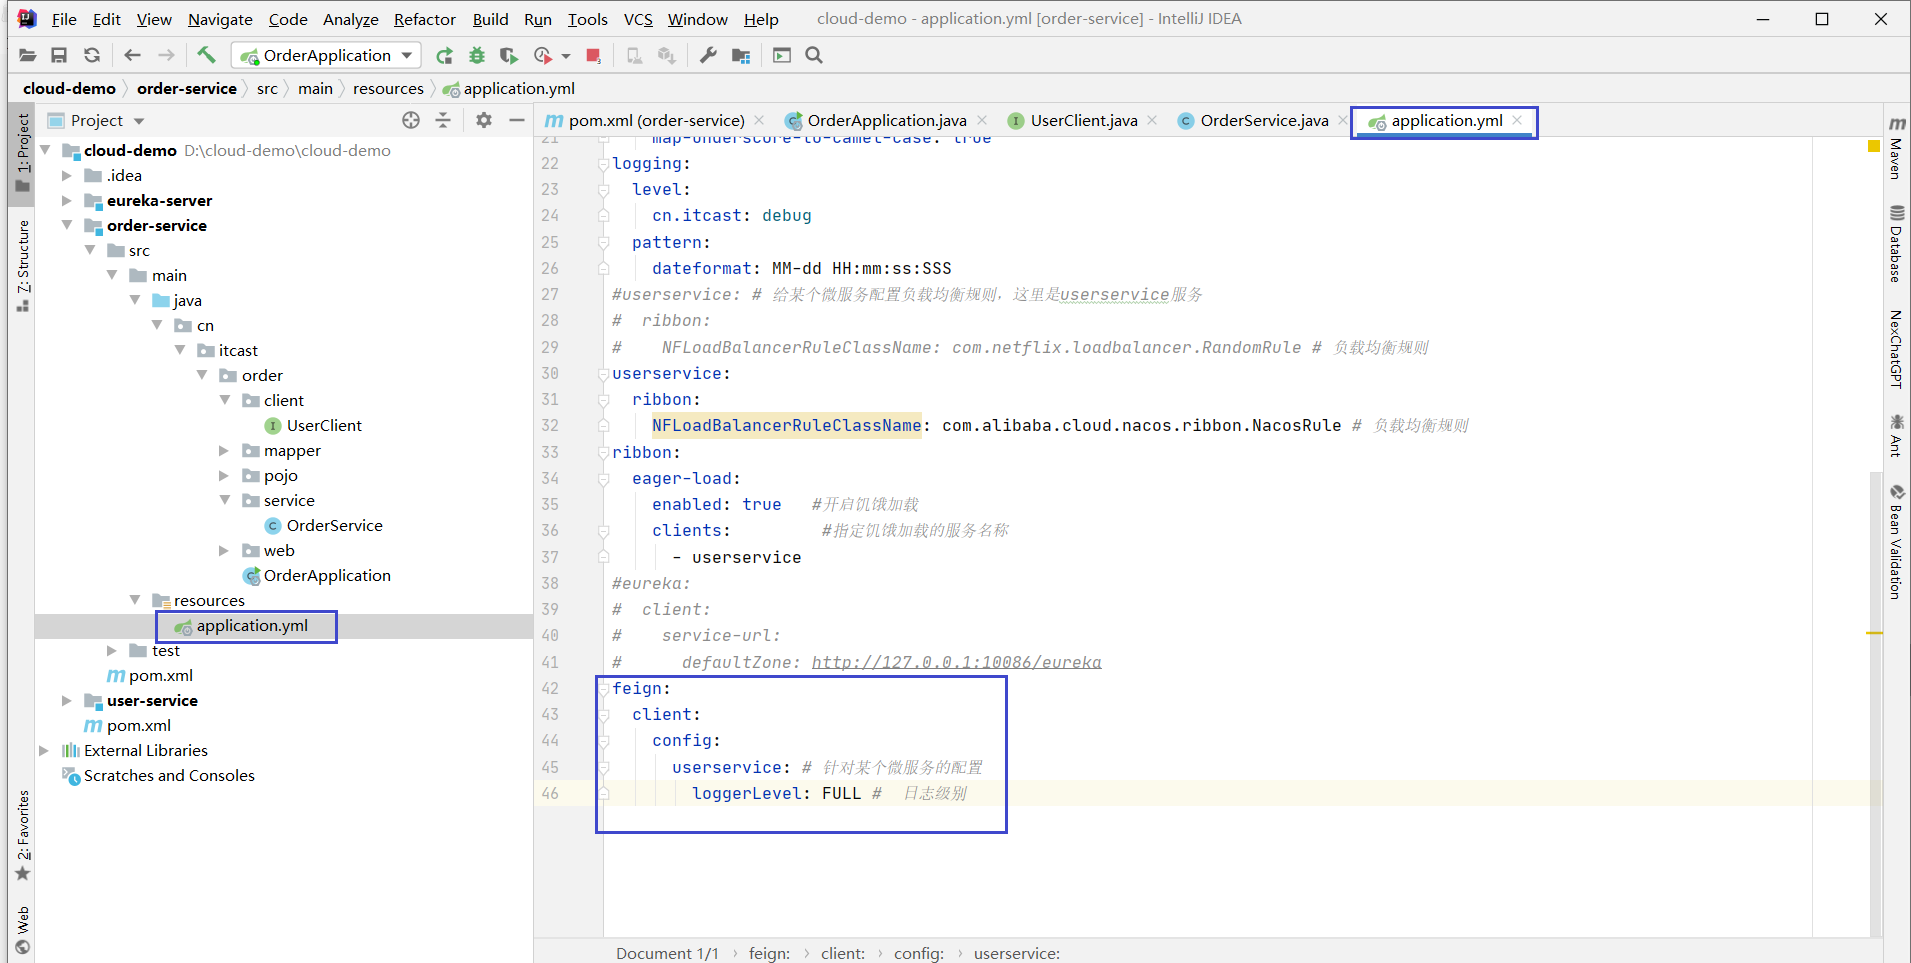 File Edit View Navigate Code Analyze Refactor Build Run Tools VCS Window Help cloud-demo - application.yml [order-service] - IntelliJ IDEA
OrderApplication
cloud-demo order-service src main resources application.yml
Project
pom.xml (order-service) OrderApplication.java UserClient.java OrderService.java application.yml
1: Project
7: Structure
2: Favorites
Web
cloud-demo D:\cloud-demo\cloud-demo
.idea
eureka-server
order-service
src
main
java
cn
itcast
order
client
UserClient
mapper
pojo
service
OrderService
web
OrderApplication
resources
application.yml
test
pom.xml
user-service
pom.xml
External Libraries
Scratches and Consoles
21 map-underscore-to-camel-case: true
22 logging:
23 level:
24 cn.itcast: debug
25 pattern:
26 dateformat: MM-dd HH:mm:ss:SSS
27 #userservice: # 给某个微服务配置负载均衡规则，这里是userservice服务
28 # ribbon:
29 # NFLoadBalancerRuleClassName: com.netflix.loadbalancer.RandomRule # 负载均衡规则
30 userservice:
31 ribbon:
32 NFLoadBalancerRuleClassName: com.alibaba.cloud.nacos.ribbon.NacosRule # 负载均衡规则
33 ribbon:
34 eager-load:
35 enabled: true #开启饥饿加载
36 clients: #指定饥饿加载的服务名称
37 - userservice
38 #eureka:
39 # client:
40 # service-url:
41 # defaultZone: http://127.0.0.1:10086/eureka
42 feign:
43 client:
44 config:
45 userservice: # 针对某个微服务的配置
46 loggerLevel: FULL # 日志级别
Document 1/1 feign: client: config: userservice:
Maven
Database
NexChatGPT
Ant
Bean Validation